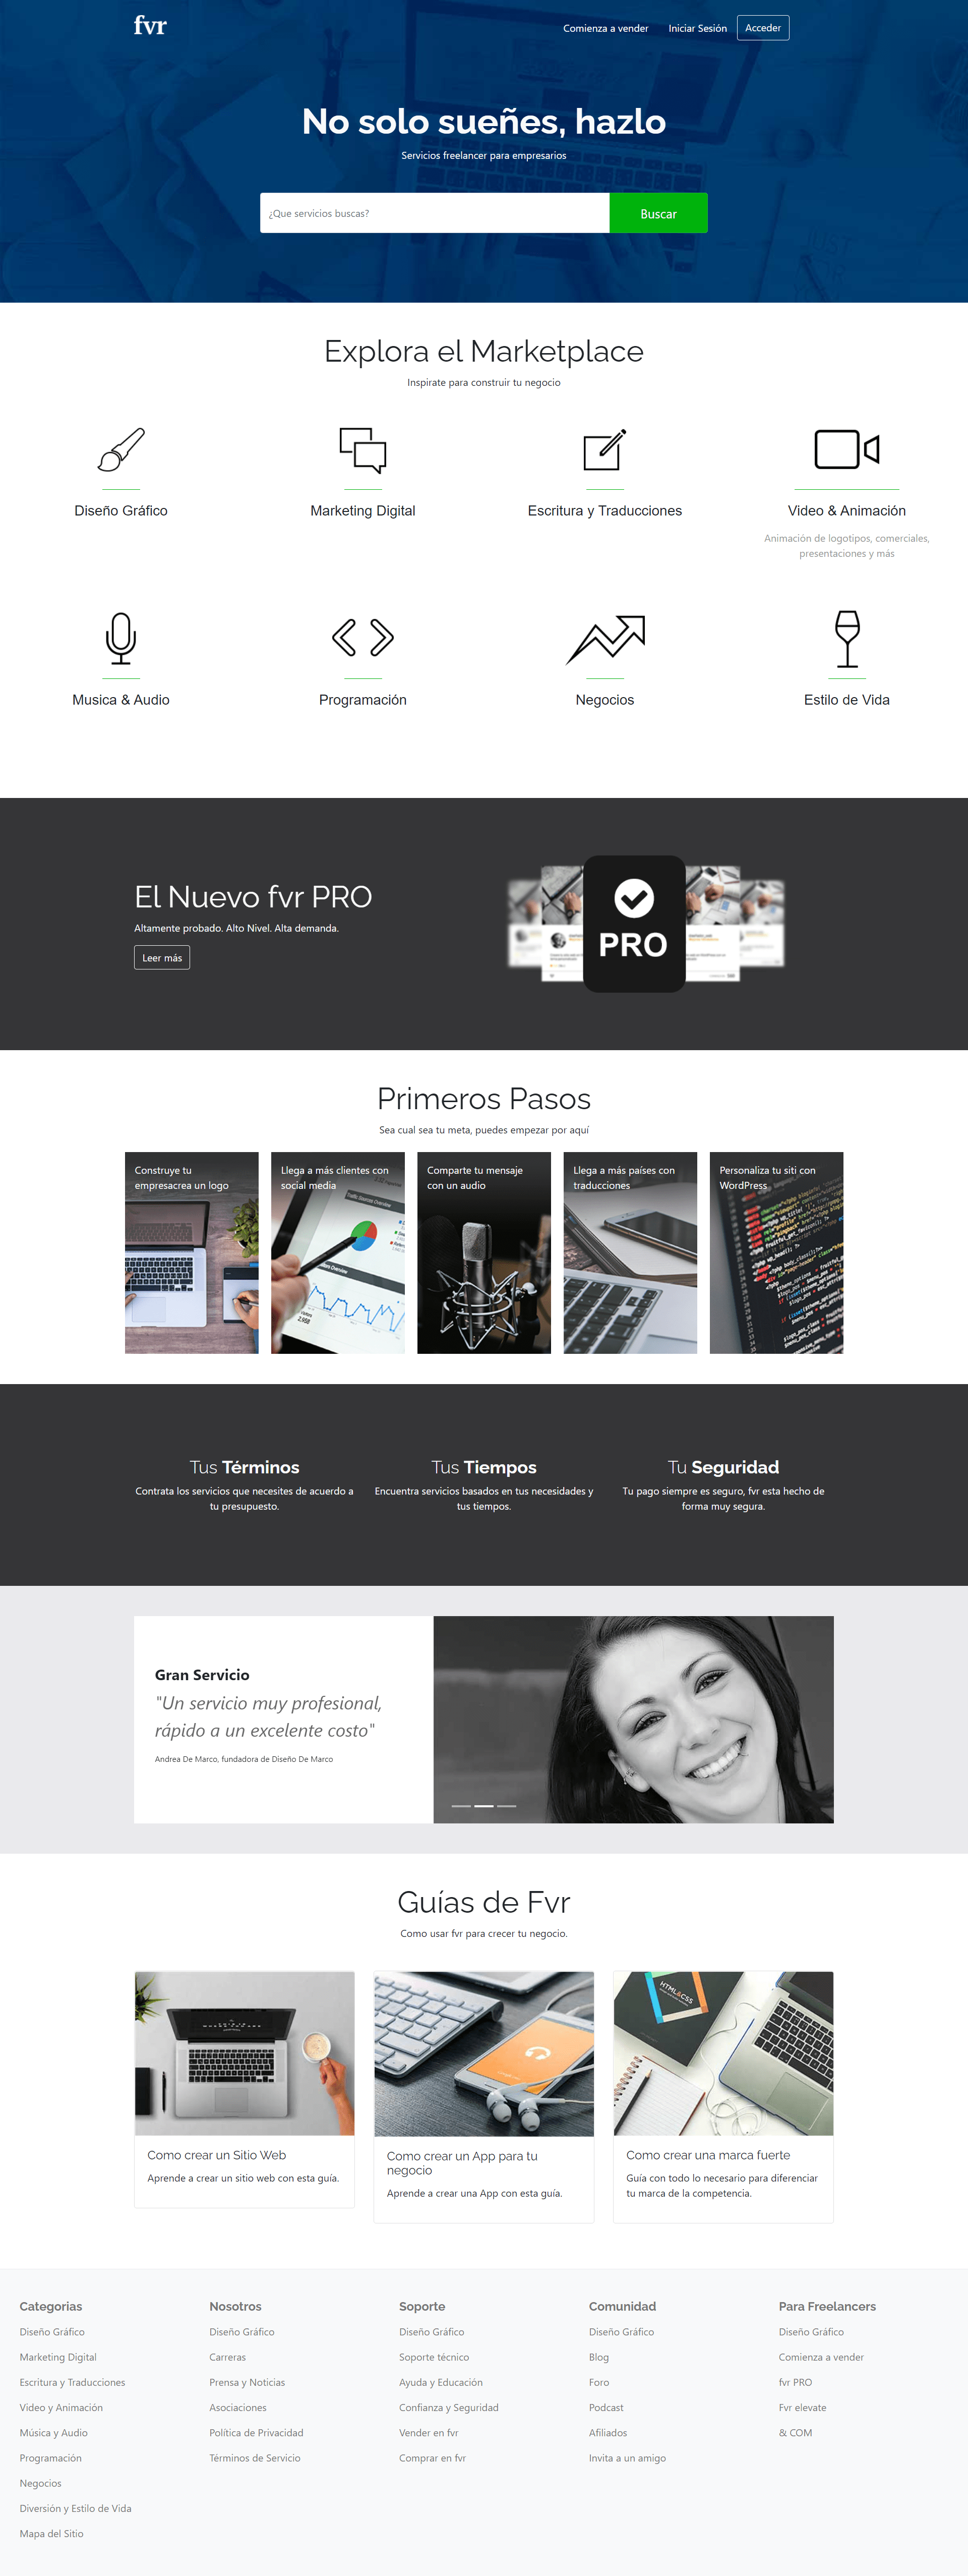 fvr
Comienza a vender
Iniciar Sesión
Acceder
No solo sueñes, hazlo
Servicios freelancer para empresarios
¿Que servicios buscas?
Buscar
Explora el Marketplace
Inspirate para construir tu negocio
Diseño Gráfico
Marketing Digital
Escritura y Traducciones
Video & Animación
Animación de logotipos, comerciales,
presentaciones y más
Musica & Audio
Programación
Negocios
Estilo de Vida
El Nuevo fvr PRO
Altamente probado. Alto Nivel. Alta demanda.
Leer más
PRO
Primeros Pasos
Sea cual sea tu meta, puedes empezar por aquí
Construye tu
empresacrea un logo
Llega a más clientes con
social media
Comparte tu mensaje
con un audio
Llega a más países con
traducciones
Personaliza tu siti con
WordPress
Tus Términos
Contrata los servicios que necesites de acuerdo a
tu presupuesto.
Tus Tiempos
Encuentra servicios basados en tus necesidades y
tus tiempos.
Tu Seguridad
Tu pago siempre es seguro, fvr esta hecho de
forma muy segura.
Gran Servicio
"Un servicio muy profesional,
rápido a un excelente costo"
Andrea De Marco, fundadora de Diseño De Marco
Guías de Fvr
Como usar fvr para crecer tu negocio.
HTML&CSS
Como crear un Sitio Web
Aprende a crear un sitio web con esta guía.
Como crear un App para tu
negocio
Aprende a crear una App con esta guía.
Como crear una marca fuerte
Guía con todo lo necesario para diferenciar
tu marca de la competencia.
Categorias
Diseño Gráfico
Marketing Digital
Escritura y Traducciones
Video y Animación
Música y Audio
Programación
Negocios
Diversión y Estilo de Vida
Mapa del Sitio
Nosotros
Diseño Gráfico
Carreras
Prensa y Noticias
Asociaciones
Política de Privacidad
Términos de Servicio
Soporte
Diseño Gráfico
Soporte técnico
Ayuda y Educación
Confianza y Seguridad
Vender en fvr
Comprar en fvr
Comunidad
Diseño Gráfico
Blog
Foro
Podcast
Afiliados
Invita a un amigo
Para Freelancers
Diseño Gráfico
Comienza a vender
fvr PRO
Fvr elevate
& COM